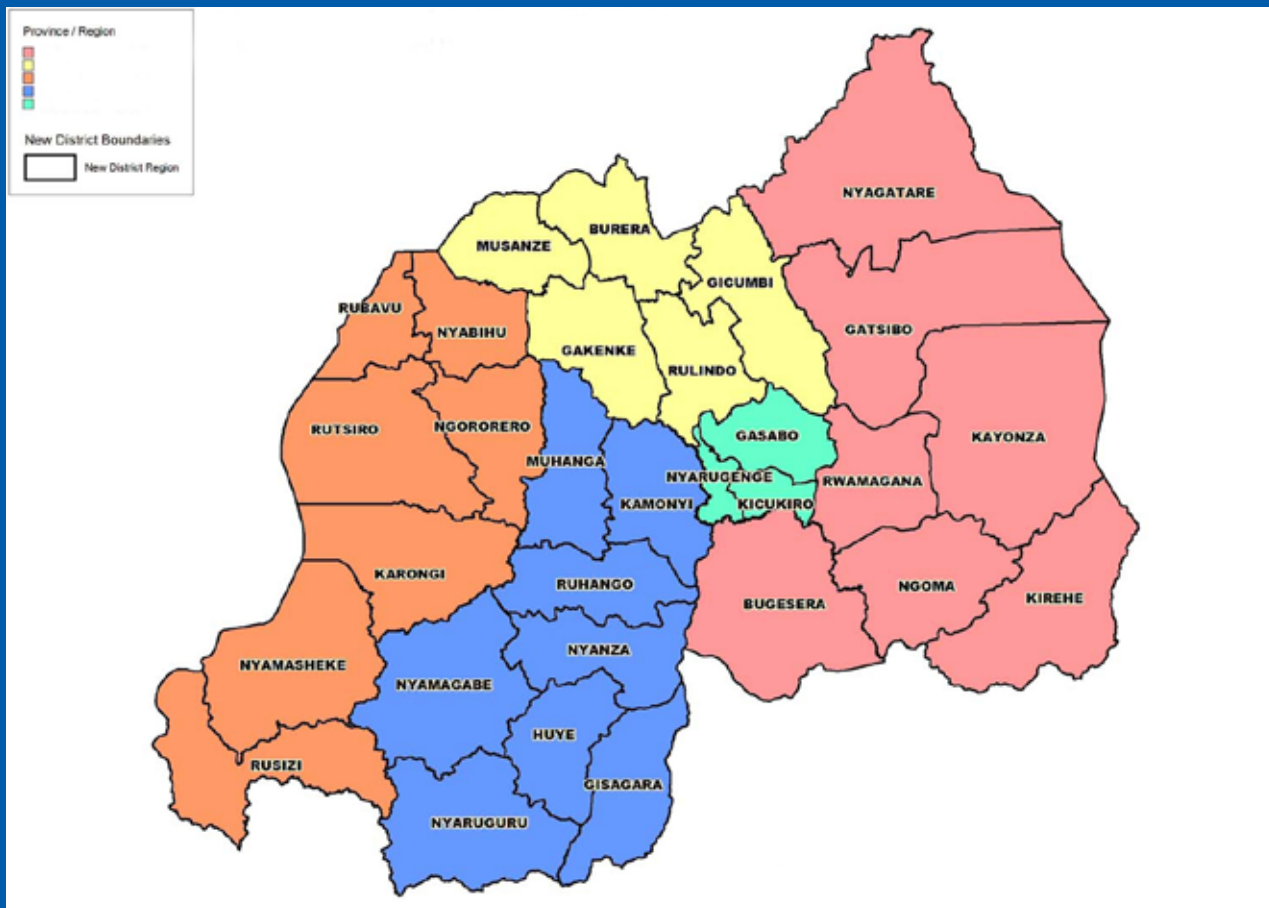 Province / Region
New District Boundaries
New District Region
NYAGATARE
BURERA
MUSANZE
GICUMBI
RUBAVU
NYABIHU
GATSIBO
GAKENKE
RULINDO
RUTSIRO
NGORORERO
GASABO
KAYONZA
MUHANGA
NYARUGENGE
RWAMAGANA
KAMONYI
KICUKIRO
KARONGI
RUHANGO
NGOMA
BUGESERA
KIREHE
NYANZA
NYAMASHEKE
NYAMAGABE
HUYE
RUSIZI
GISAGARA
NYARUGURU